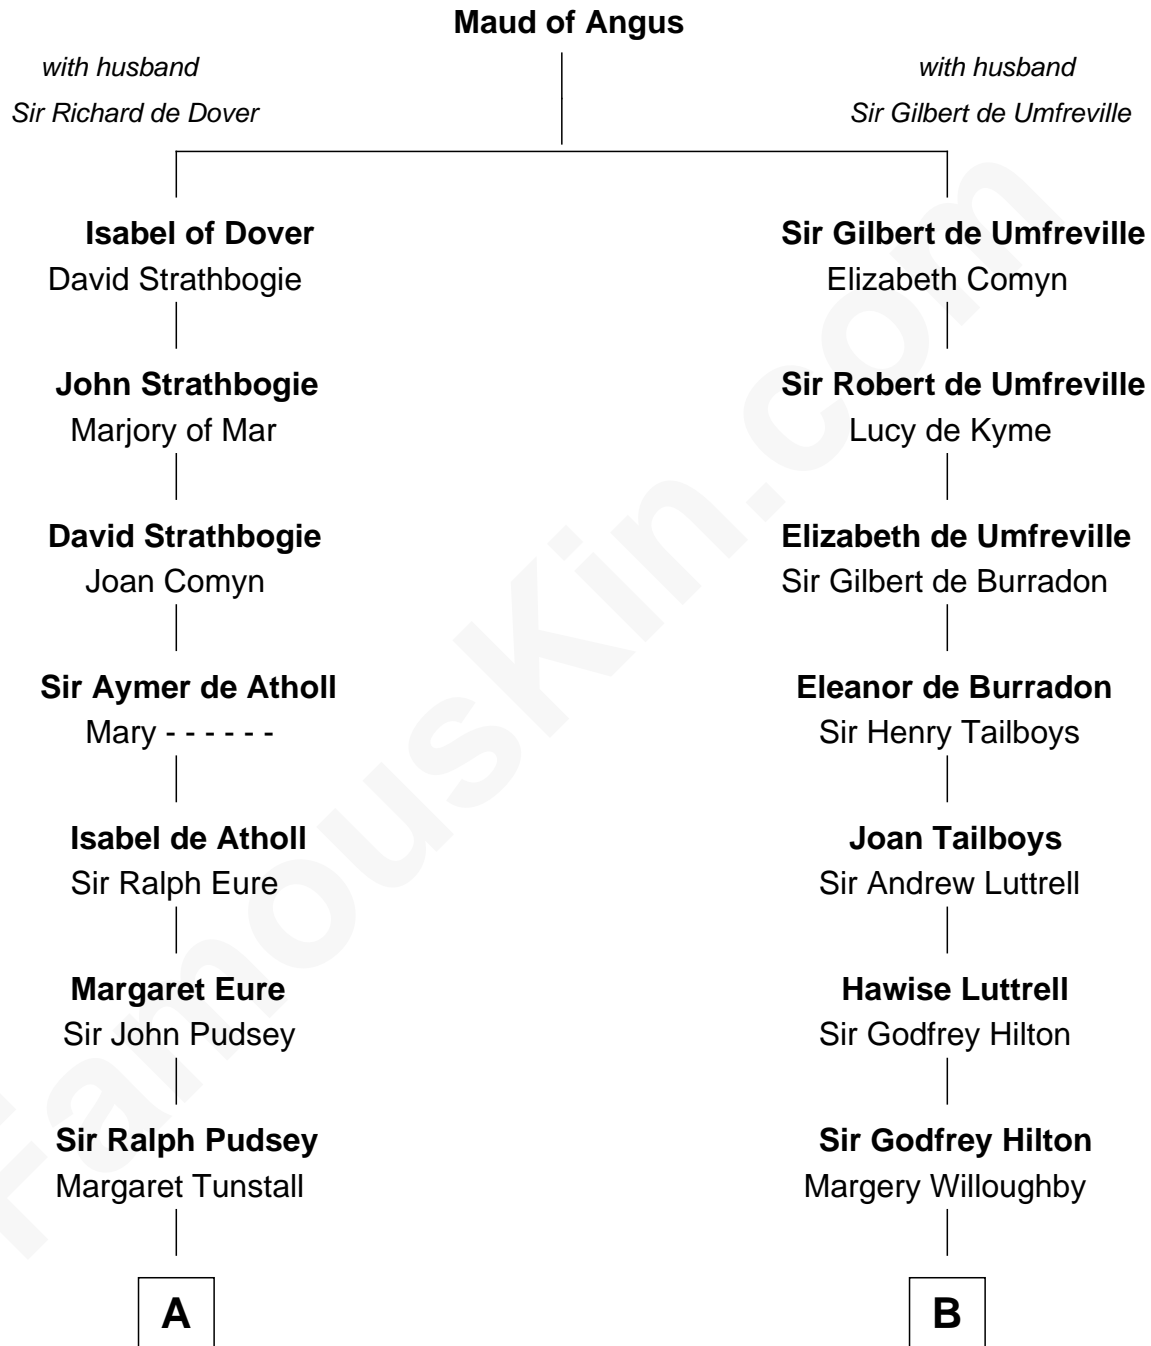 Maud of Angus
with husband
Sir Richard de Dover
with husband
Sir Gilbert de Umfreville
Isabel of Dover
David Strathbogie
Sir Gilbert de Umfreville
Elizabeth Comyn
John Strathbogie
Marjory of Mar
Sir Robert de Umfreville
Lucy de Kyme
David Strathbogie
Joan Comyn
Elizabeth de Umfreville
Sir Gilbert de Burradon
Sir Aymer de Atholl
Mary - - - - - -
Eleanor de Burradon
Sir Henry Tailboys
Isabel de Atholl
Sir Ralph Eure
Joan Tailboys
Sir Andrew Luttrell
Margaret Eure
Sir John Pudsey
Hawise Luttrell
Sir Godfrey Hilton
Sir Ralph Pudsey
Margaret Tunstall
Sir Godfrey Hilton
Margery Willoughby
A
B
FamousKin.com